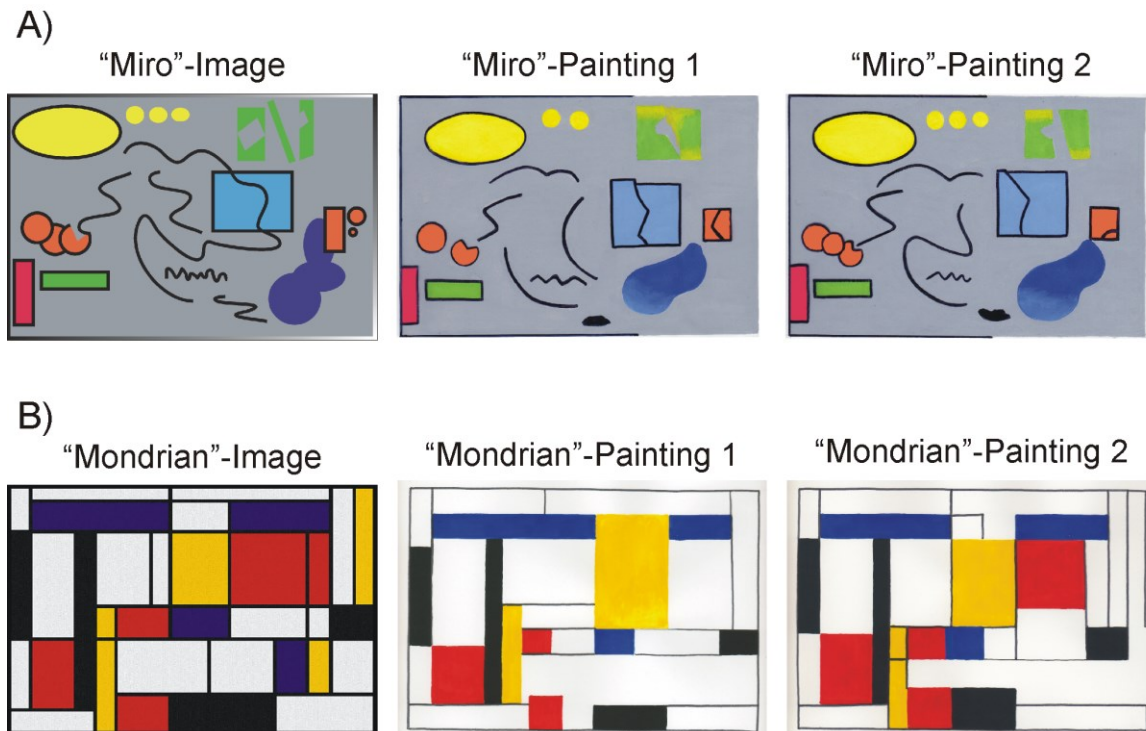 A)
“Miro”-Image
“Miro”-Painting 1
“Miro”-Painting 2
B)
“Mondrian”-Image
“Mondrian”-Painting 1
“Mondrian”-Painting 2